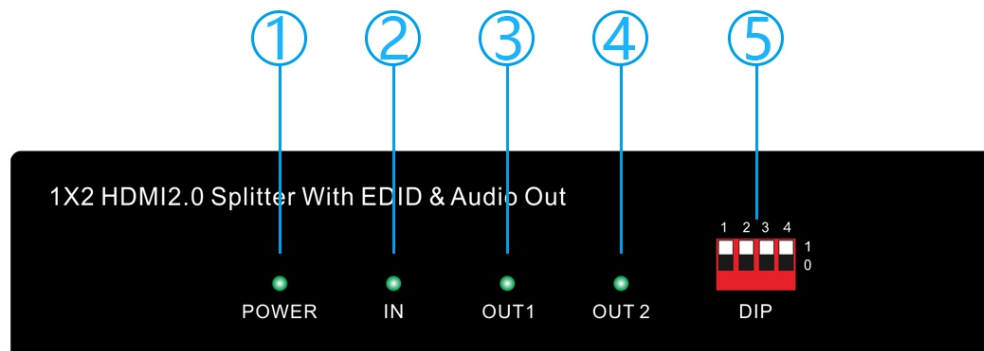 ① ② ③ ④ ⑤
1X2 HDMI2.0 Splitter With EDID & Audio Out
1 2 3 4
1
0
POWER IN OUT1 OUT 2 DIP